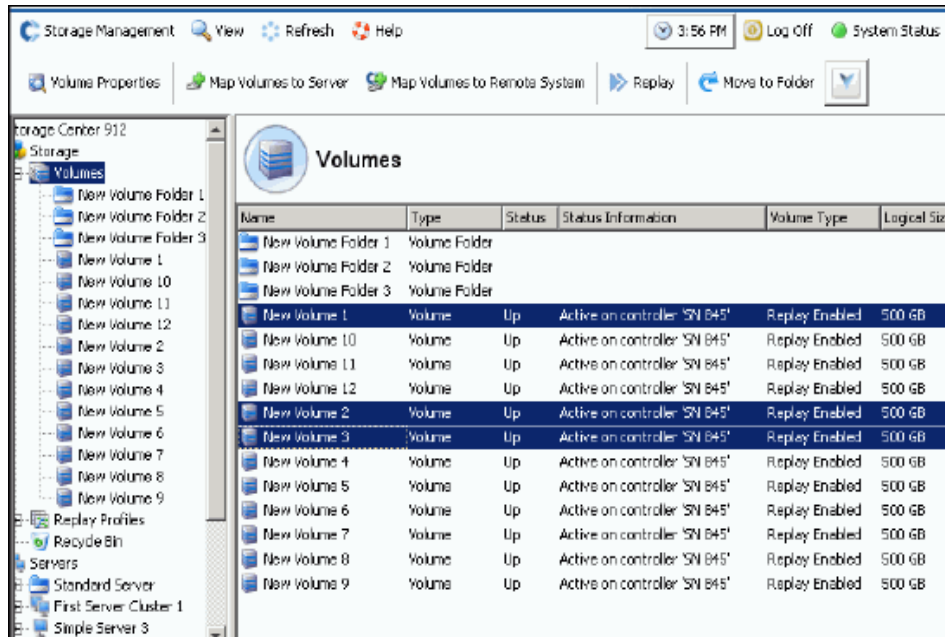 Storage Management View Refresh Help 3:56 PM Log Off System Status
Volume Properties Map Volumes to Server Map Volumes to Remote System Replay Move to Folder
torage Center 912
Storage
Volumes
New Volume Folder 1
New Volume Folder 2
New Volume Folder 3
New Volume 1
New Volume 10
New Volume 11
New Volume 12
New Volume 2
New Volume 3
New Volume 4
New Volume 5
New Volume 6
New Volume 7
New Volume 8
New Volume 9
Replay Profiles
Recycle Bin
Servers
Standard Server
First Server Cluster 1
Simple Server 3
Volumes
Name Type Status Status Information Volume Type Logical Siz
New Volume Folder 1 Volume Folder
New Volume Folder 2 Volume Folder
New Volume Folder 3 Volume Folder
New Volume 1 Volume Up Active on controller 'SN 845' Replay Enabled 500 GB
New Volume 10 Volume Up Active on controller 'SN 845' Replay Enabled 500 GB
New Volume 11 Volume Up Active on controller 'SN 845' Replay Enabled 500 GB
New Volume 12 Volume Up Active on controller 'SN 845' Replay Enabled 500 GB
New Volume 2 Volume Up Active on controller 'SN 845' Replay Enabled 500 GB
New Volume 3 Volume Up Active on controller 'SN 845' Replay Enabled 500 GB
New Volume 4 Volume Up Active on controller 'SN 845' Replay Enabled 500 GB
New Volume 5 Volume Up Active on controller 'SN 845' Replay Enabled 500 GB
New Volume 6 Volume Up Active on controller 'SN 845' Replay Enabled 500 GB
New Volume 7 Volume Up Active on controller 'SN 845' Replay Enabled 500 GB
New Volume 8 Volume Up Active on controller 'SN 845' Replay Enabled 500 GB
New Volume 9 Volume Up Active on controller 'SN 845' Replay Enabled 500 GB